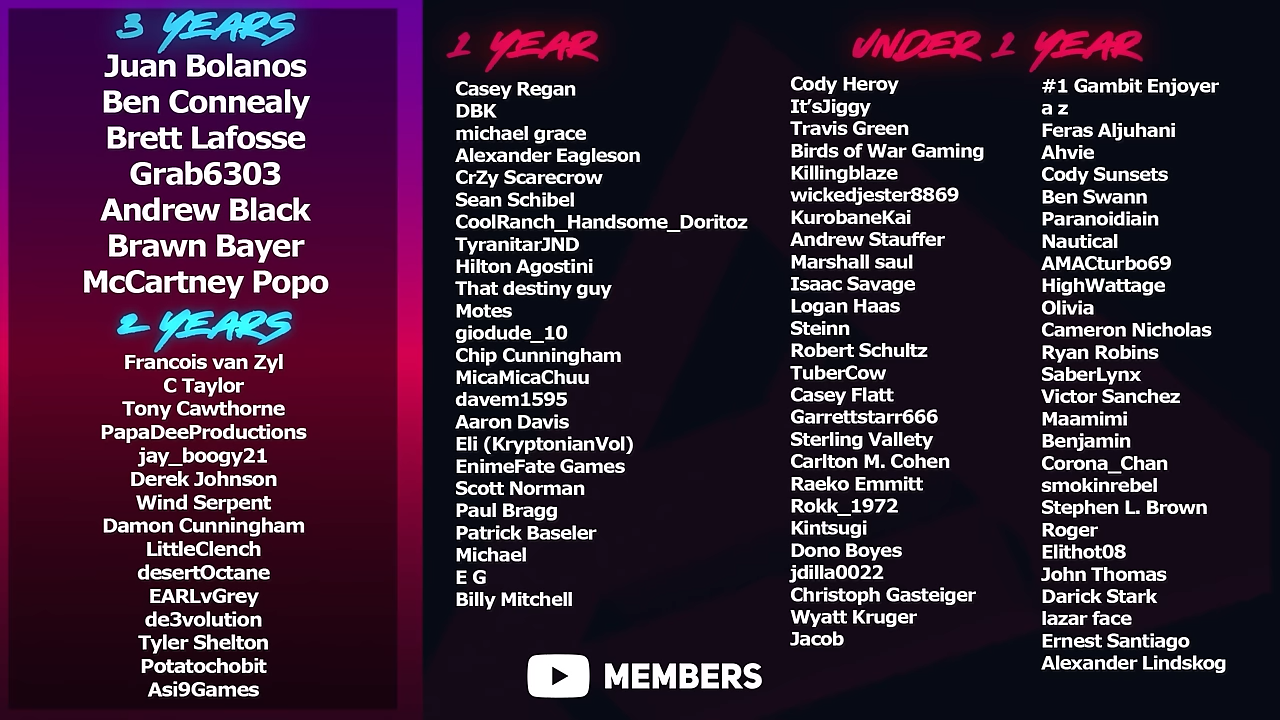 3 YEARS
Juan Bolanos
Ben Connealy
Brett Lafosse
Grab6303
Andrew Black
Brawn Bayer
McCartney Popo
2 YEARS
Francois van Zyl
C Taylor
Tony Cawthorne
PapaDeeProductions
jay_boogy21
Derek Johnson
Wind Serpent
Damon Cunningham
LittleClench
desertOctane
EARLvGrey
de3volution
Tyler Shelton
Potatochobit
Asi9Games
1 YEAR
Casey Regan
DBK
michael grace
Alexander Eagleson
CrZy Scarecrow
Sean Schibel
CoolRanch_Handsome_Doritoz
TyranitarJND
Hilton Agostini
That destiny guy
Motes
giodude_10
Chip Cunningham
MicaMicaChuu
davem1595
Aaron Davis
Eli (KryptonianVol)
EnimeFate Games
Scott Norman
Paul Bragg
Patrick Baseler
Michael
E G
Billy Mitchell
UNDER 1 YEAR
Cody Heroy
It’sJiggy
Travis Green
Birds of War Gaming
Killingblaze
wickedjester8869
KurobaneKai
Andrew Stauffer
Marshall saul
Isaac Savage
Logan Haas
Steinn
Robert Schultz
TuberCow
Casey Flatt
Garrettstarr666
Sterling Vallety
Carlton M. Cohen
Raeko Emmitt
Rokk_1972
Kintsugi
Dono Boyes
jdilla0022
Christoph Gasteiger
Wyatt Kruger
Jacob
#1 Gambit Enjoyer
a z
Feras Aljuhani
Ahvie
Cody Sunsets
Ben Swann
Paranoidiain
Nautical
AMACturbo69
HighWattage
Olivia
Cameron Nicholas
Ryan Robins
SaberLynx
Victor Sanchez
Maamimi
Benjamin
Corona_Chan
smokinrebel
Stephen L. Brown
Roger
Elithot08
John Thomas
Darick Stark
lazar face
Ernest Santiago
Alexander Lindskog
MEMBERS